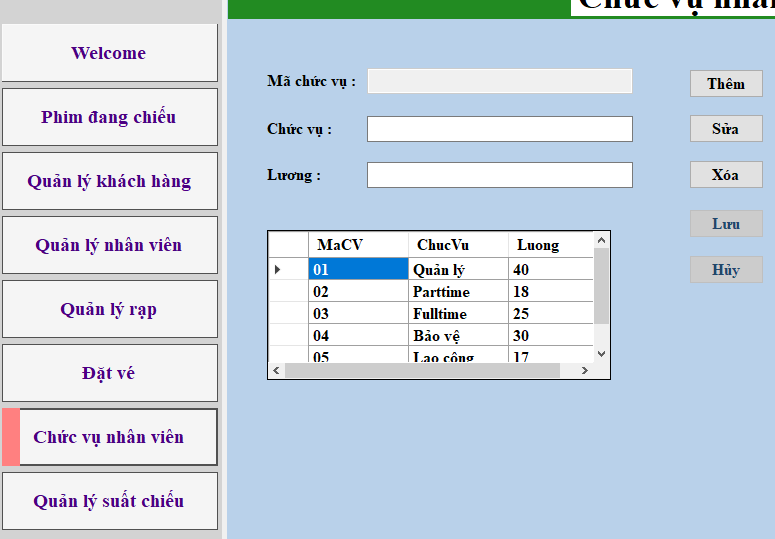 Chức vụ nhân
Welcome
Phim đang chiếu
Quản lý khách hàng
Quản lý nhân viên
Quản lý rạp
Đặt vé
Chức vụ nhân viên
Quản lý suất chiếu
Mã chức vụ :
Chức vụ :
Lương :
Thêm
Sửa
Xóa
Lưu
Hủy
MaCV ChucVu Luong
01 Quản lý 40
02 Parttime 18
03 Fulltime 25
04 Bảo vệ 30
05 Lao công 17